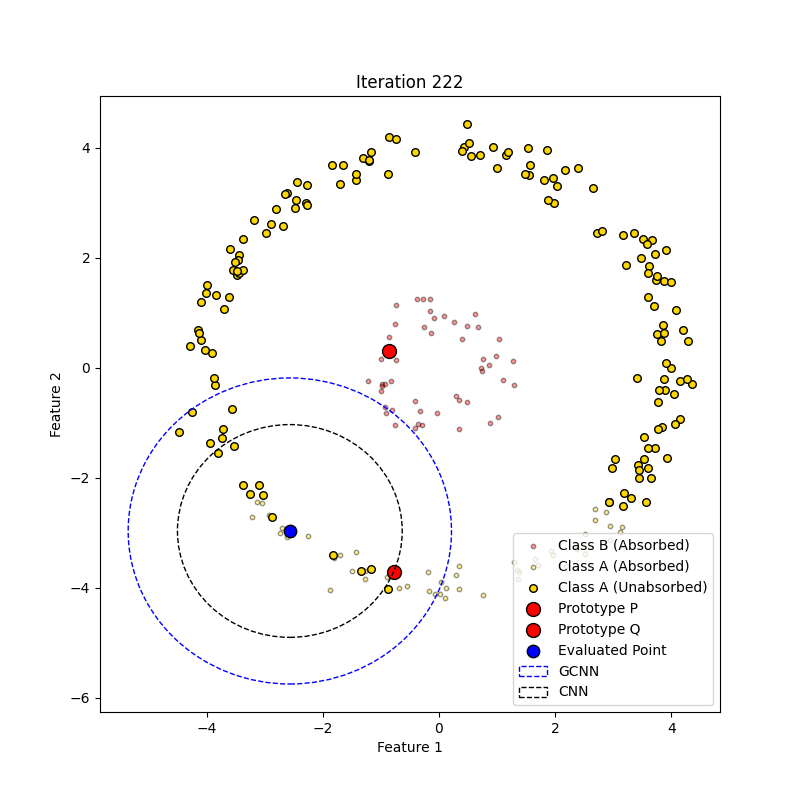 Iteration 222
Feature 2
4
2
0
−2
−4
−6
−4
−2
0
2
4
Feature 1
Class B (Absorbed)
Class A (Absorbed)
Class A (Unabsorbed)
Prototype P
Prototype Q
Evaluated Point
GCNN
CNN